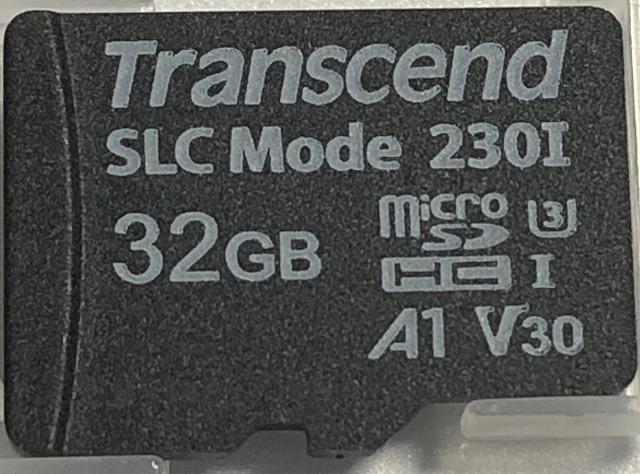 Transcend
SLC Mode 230I
32GB
micro
SD
HC I
U3
A1 V30